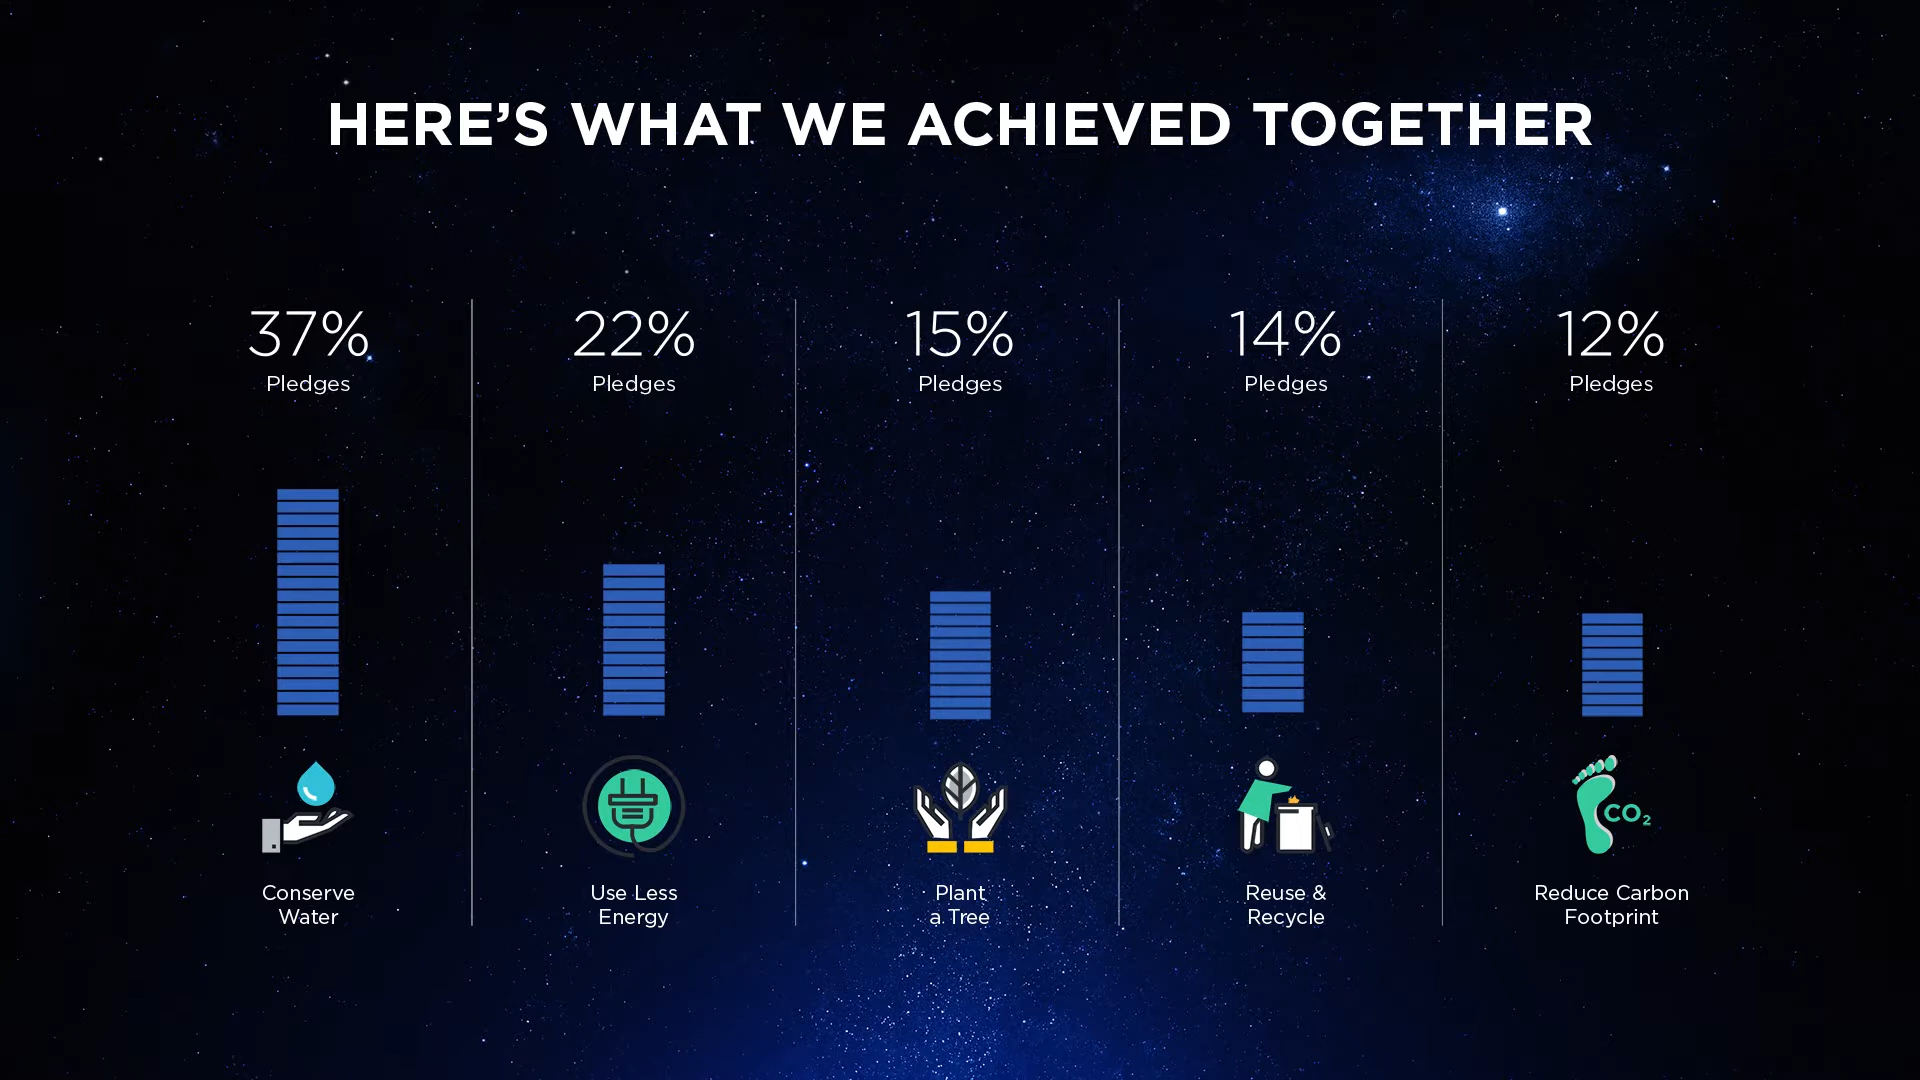 HERE'S WHAT WE ACHIEVED TOGETHER
37%
Pledges
22%
Pledges
15%
Pledges
14%
Pledges
12%
Pledges
CO₂
Conserve
Water
Use Less
Energy
Plant
a Tree
Reuse &
Recycle
Reduce Carbon
Footprint